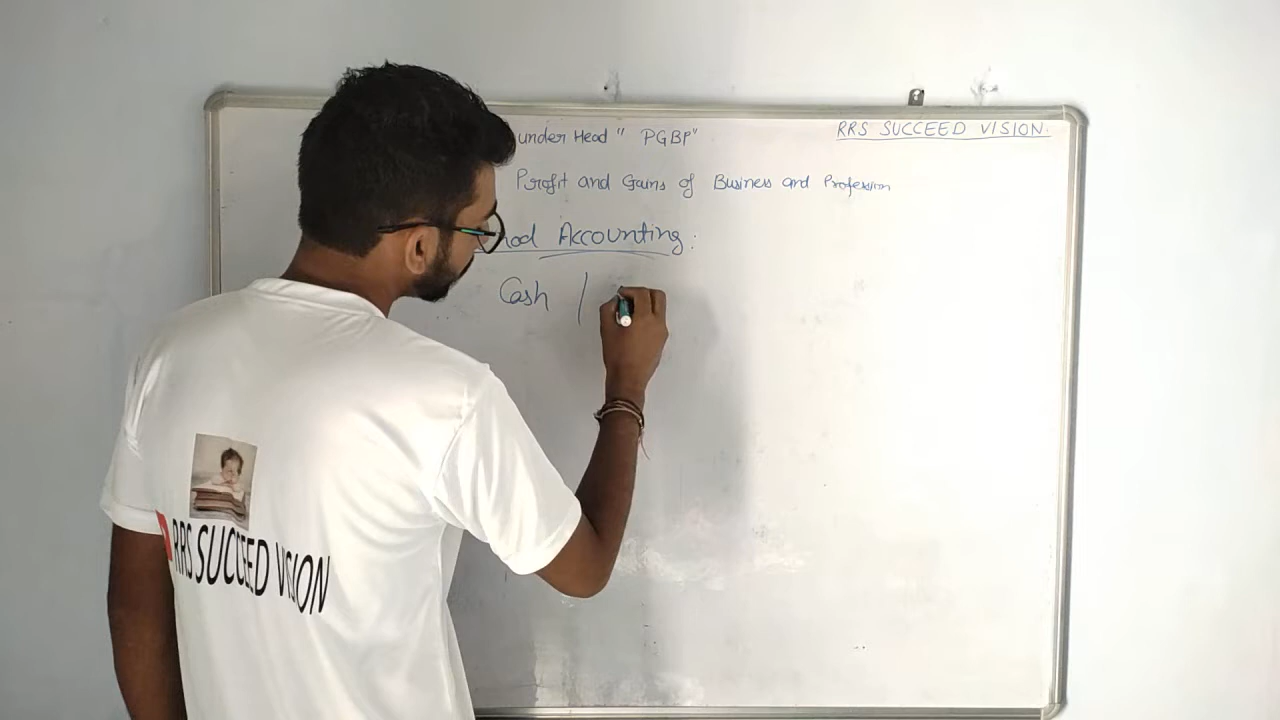 under Head " PGBP"
RRS SUCCEED VISION.
Profit and Gains of Business and Profession
Accounting:
Cash /
RRS SUCCEED VISION